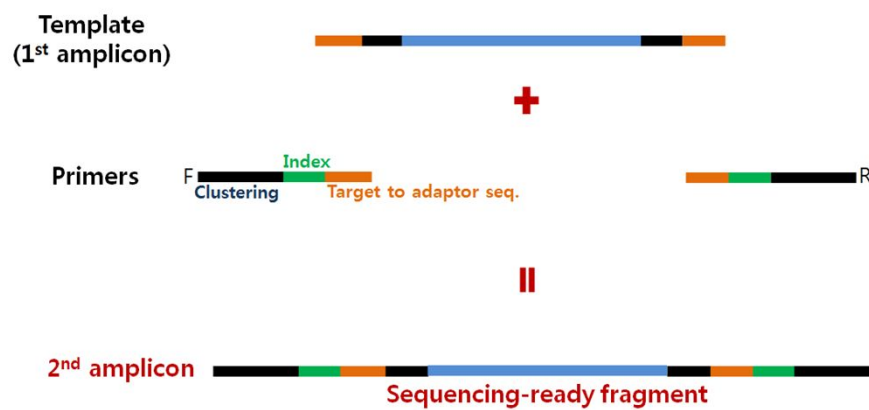 Template
(1st amplicon)
Index
Primers
F
R
Clustering
Target to adaptor seq.
2nd amplicon
Sequencing-ready fragment